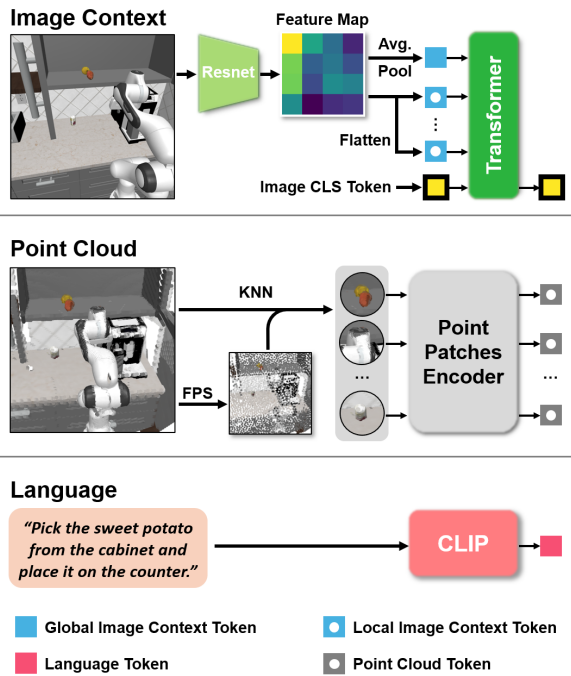 Image Context
Feature Map
Resnet
Avg.
Pool
Flatten
Transformer
Image CLS Token
Point Cloud
KNN
FPS
Point
Patches
Encoder
Language
“Pick the sweet potato
from the cabinet and
place it on the counter.”
CLIP
Global Image Context Token
Local Image Context Token
Language Token
Point Cloud Token